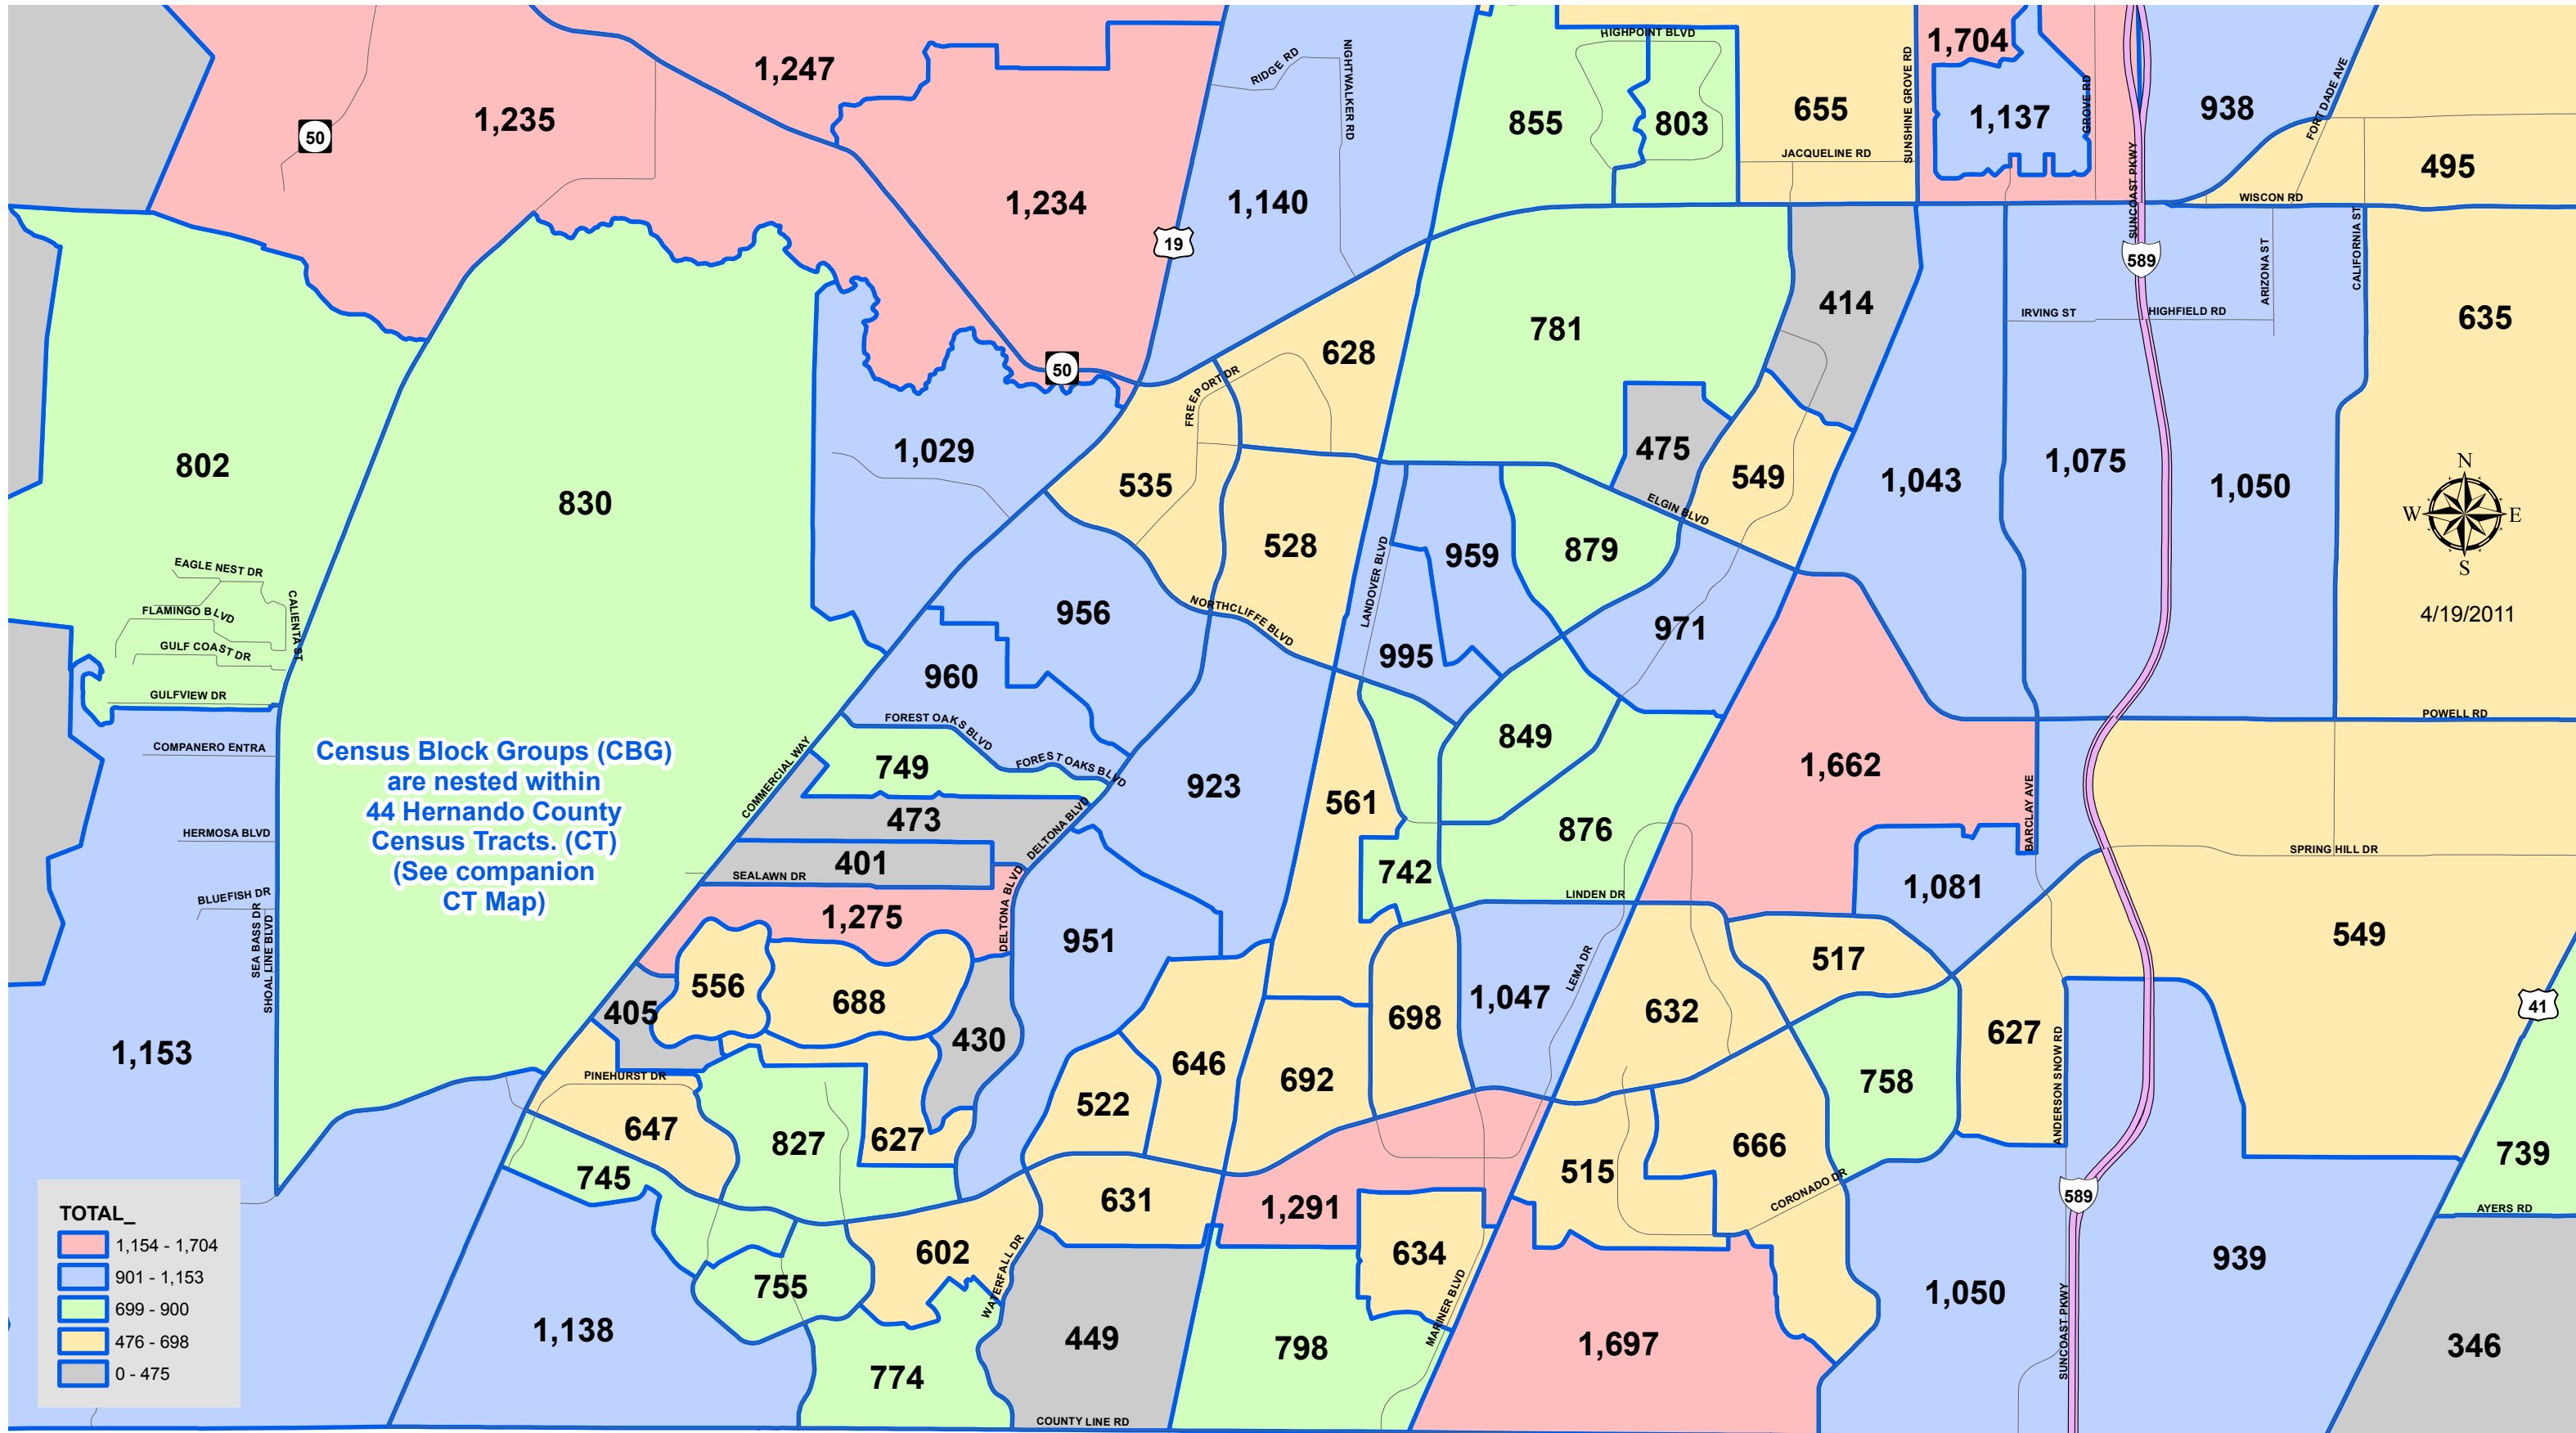 HIGHPOINT BLVD
1,704
1,247
RIDGE RD
NIGHTWALKER RD
SUNSHINE GROVE RD
GROVE RD
FORT DADE AVE
938
655
1,137
855
803
1,235
50
JACQUELINE RD
495
SUNCOAST PKWY
WISCON RD
1,234
1,140
19
589
ARIZONA ST
CALIFORNIA ST
414
IRVING ST
HIGHFIELD RD
635
781
628
50
FREEPORT DR
475
549
1,029
802
830
535
1,043
1,075
1,050
N
W
E
S
4/19/2011
ELGIN BLVD
528
959
879
LANDOVER BLVD
EAGLE NEST DR
FLAMINGO BLVD
GULF COAST DR
CALIENTA ST
GULFVIEW DR
956
NORTHCLIFFE BLVD
971
995
960
FOREST OAKS BLVD
FOREST OAKS BLVD
POWELL RD
COMPANERO ENTRA
Census Block Groups (CBG)
are nested within
44 Hernando County
Census Tracts. (CT)
(See companion
CT Map)
COMMERCIAL WAY
749
849
1,662
923
561
473
876
DELTONA BLVD
HERMOSA BLVD
BARCLAY AVE
SPRING HILL DR
401
742
SEALAWN DR
1,081
LINDEN DR
BLUEFISH DR
SEA BASS DR
SHOAL LINE BLVD
1,275
DELTONA BLVD
951
549
517
LEMA DR
556
688
405
1,047
698
632
41
627
430
1,153
646
692
PINEHURST DR
758
522
ANDERSON SNOW RD
647
827
627
666
739
745
515
CORONADO DR
631
1,291
589
AYERS RD
602
634
WATERFALL DR
939
755
1,050
MARINER BLVD
SUNCOAST PKWY
1,138
449
798
1,697
346
774
COUNTY LINE RD
TOTAL_
1,154 - 1,704
901 - 1,153
699 - 900
476 - 698
0 - 475